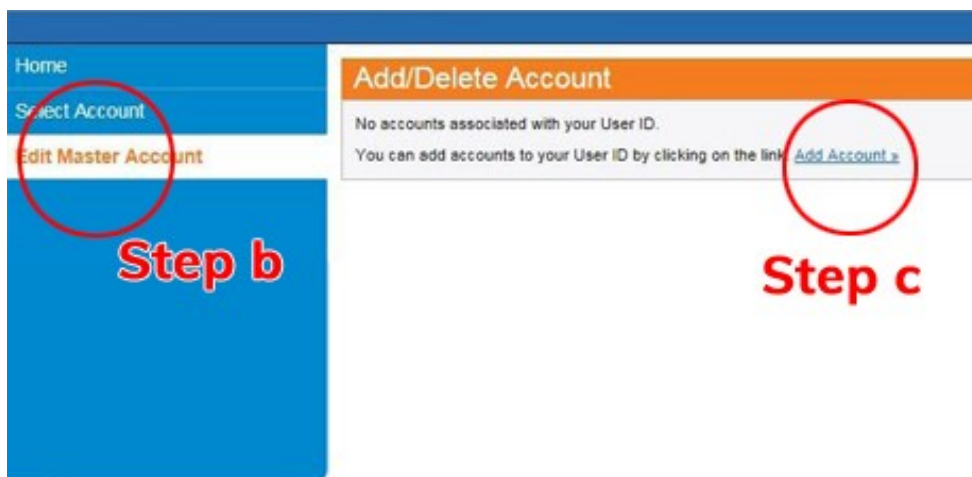 Home
Select Account
Edit Master Account
Step b
Add/Delete Account
No accounts associated with your User ID.
You can add accounts to your User ID by clicking on the link Add Account »
Step c